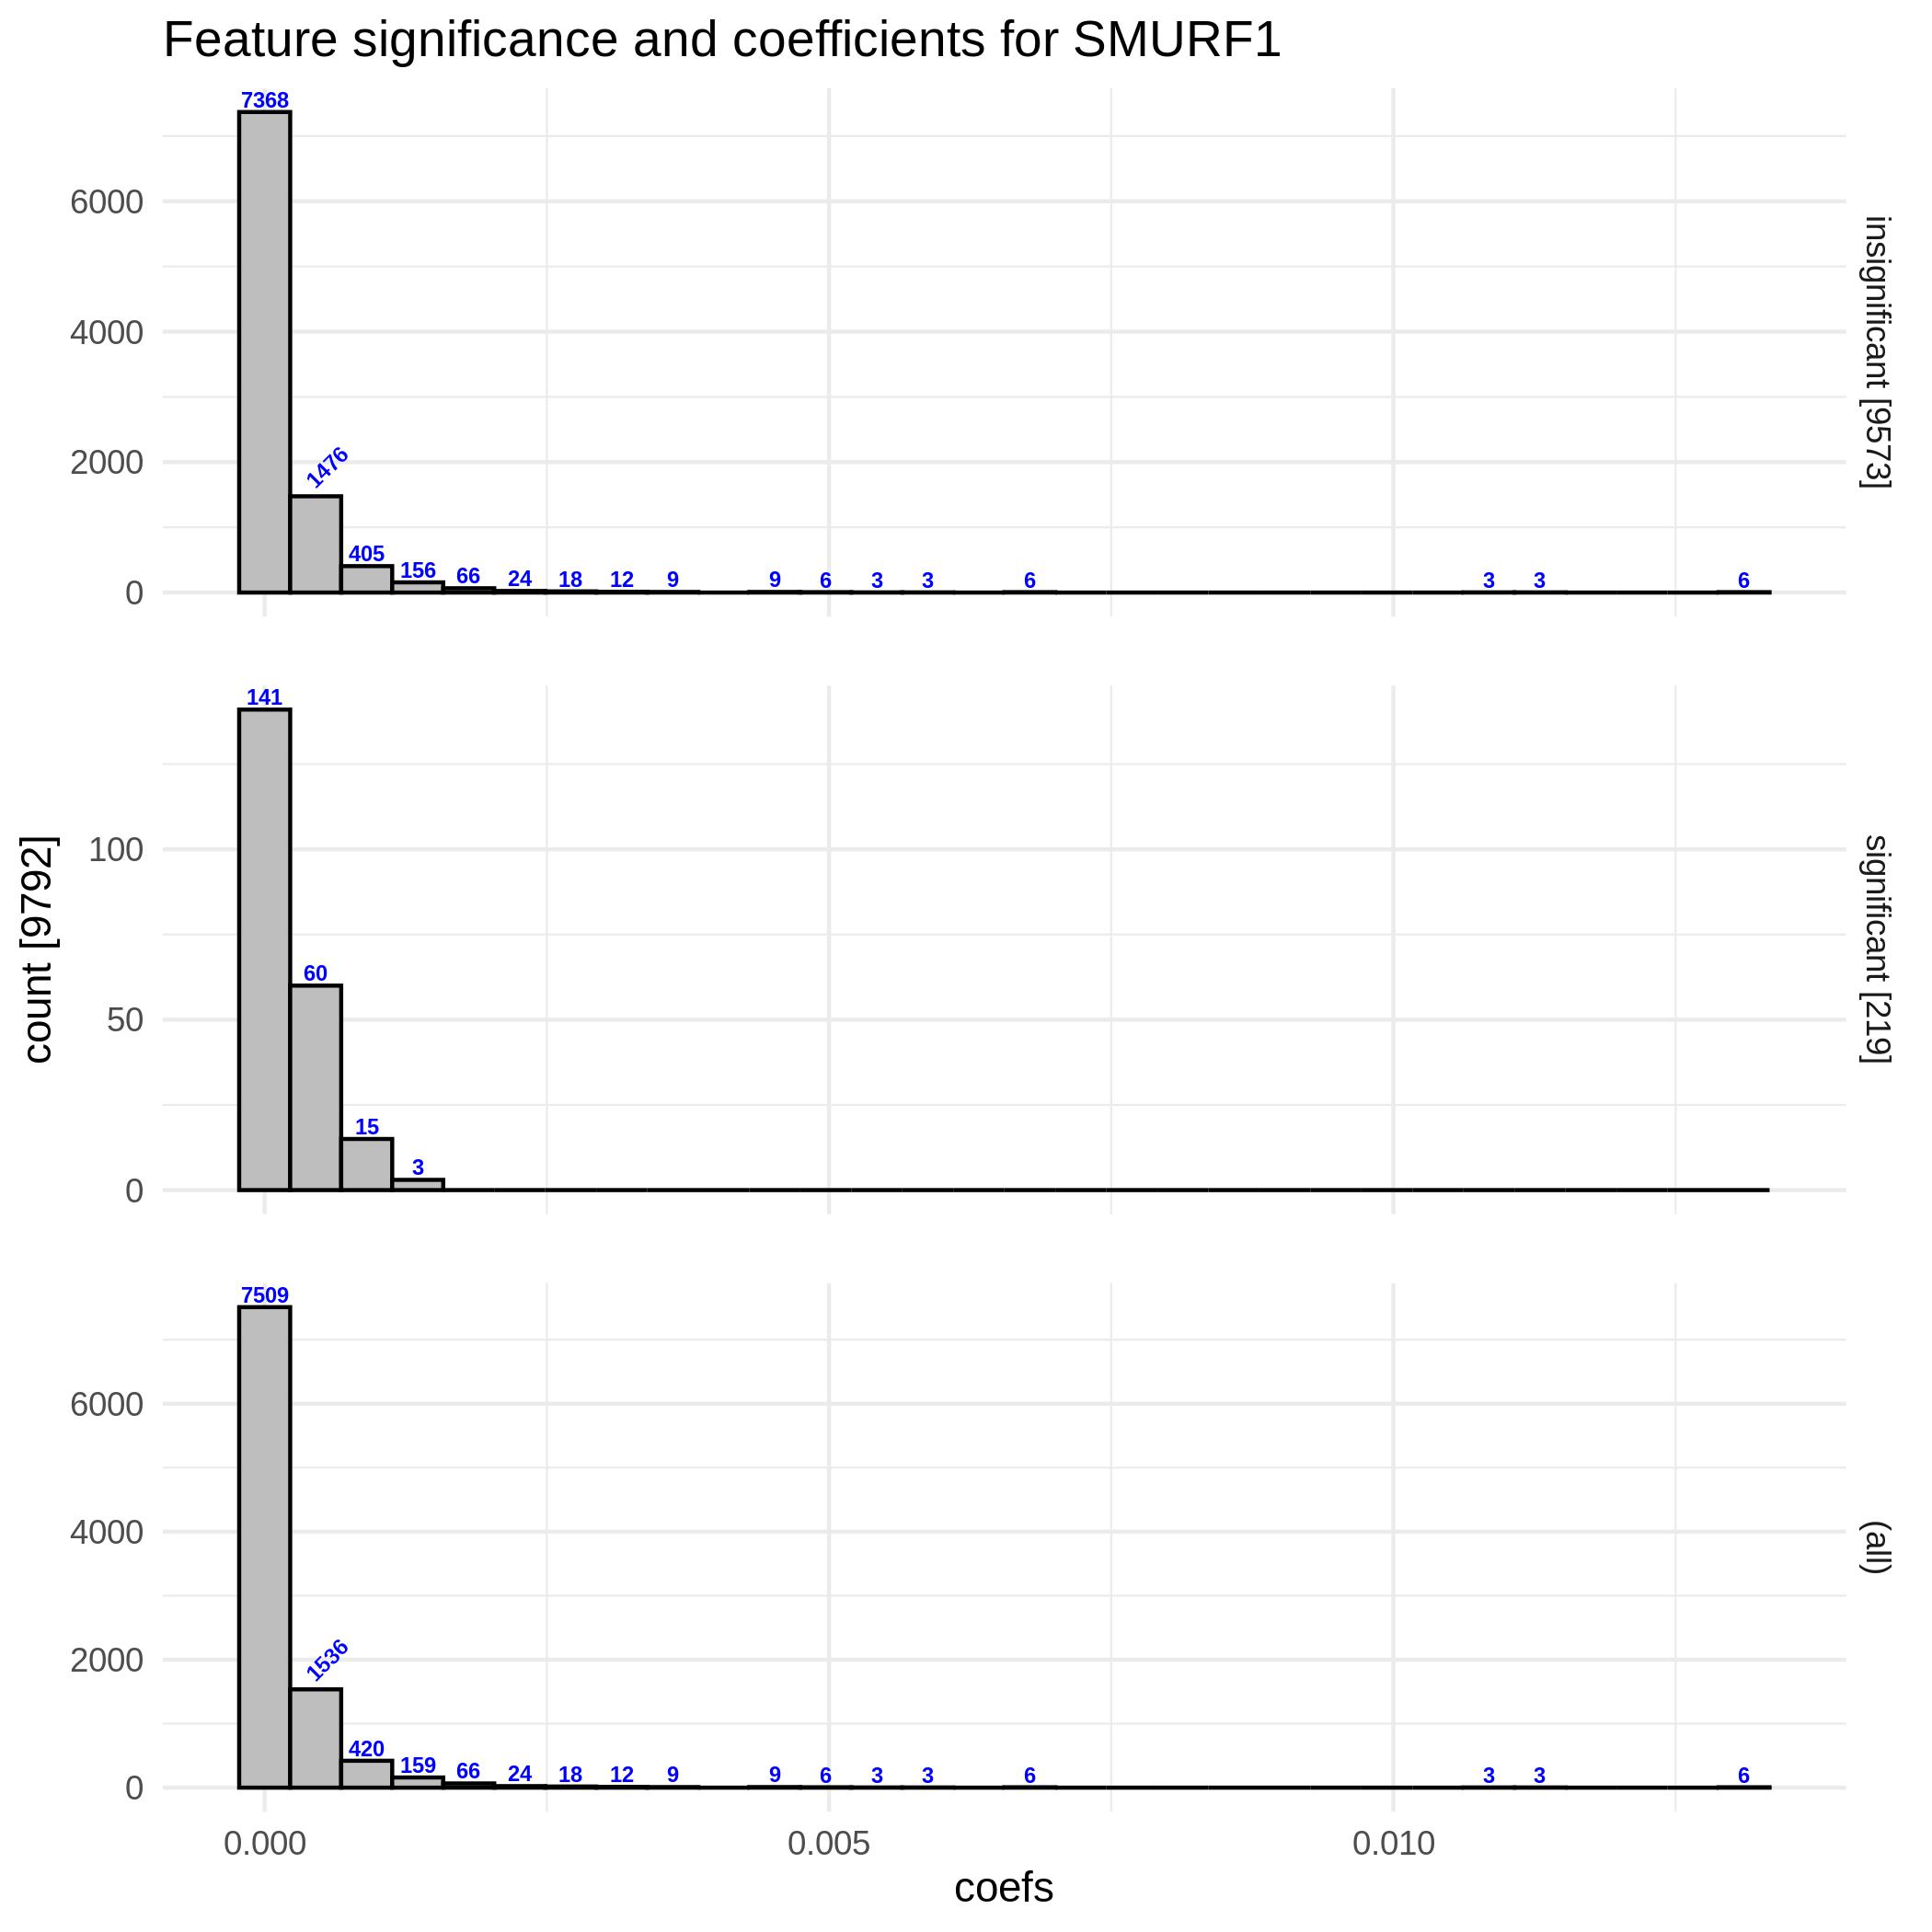 Feature significance and coefficients for SMURF1
7368
6000
4000
2000
0
1476
405 156 66 24 18 12 9 9 6 3 3 6 3 3 6
insignificant [9573]
count [9792]
141
100
50
0
60
15
3
significant [219]
7509
6000
4000
2000
0
1536
420 159 66 24 18 12 9 9 6 3 3 6 3 3 6
(all)
0.000 0.005 0.010
coefs